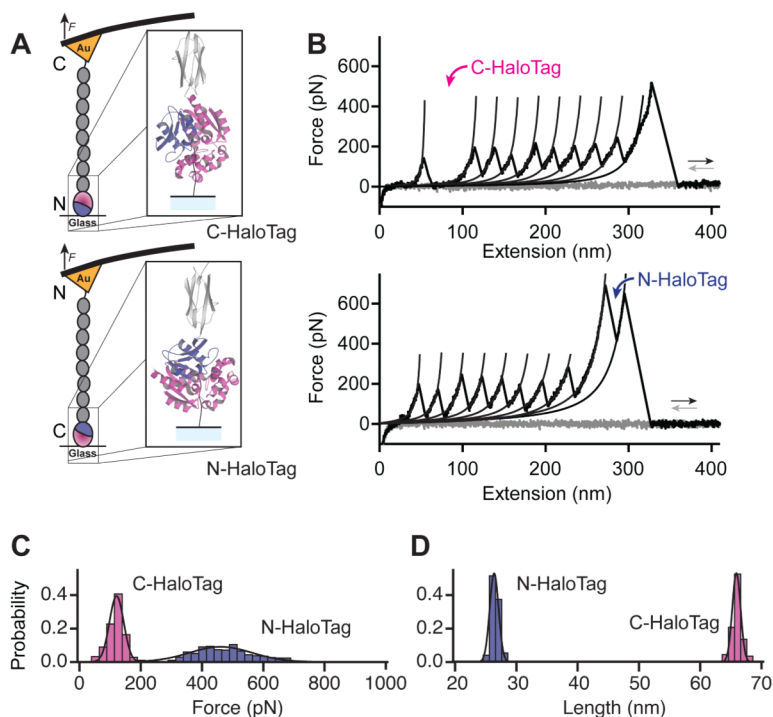 A
F
Au
C
N
Glass
C-HaloTag
F
Au
N
C
Glass
N-HaloTag
B
Force (pN)
600
400
200
0
C-HaloTag
0 100 200 300 400
Extension (nm)
Force (pN)
600
400
200
0
N-HaloTag
0 100 200 300 400
Extension (nm)
C
Probability
0.4
0.2
0.0
C-HaloTag
N-HaloTag
0 200 400 600 800 1000
Force (pN)
D
0.4
0.2
0.0
N-HaloTag
C-HaloTag
20 30 40 50 60 70
Length (nm)